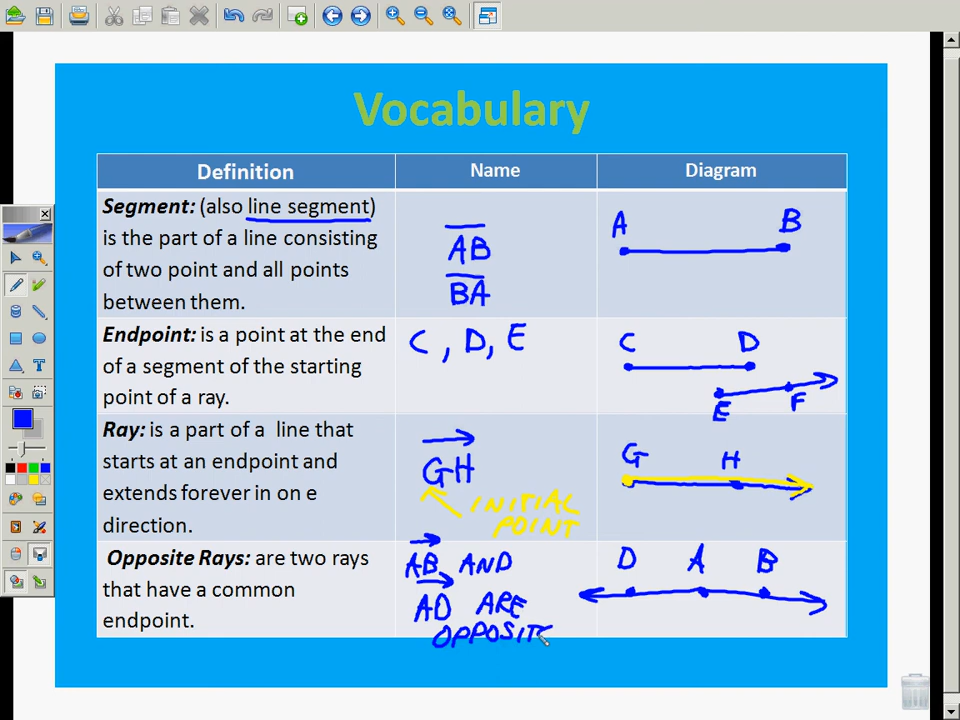 Vocabulary
Definition
Name
Diagram
Segment: (also line segment)
is the part of a line consisting
of two point and all points
between them.
AB
BA
A B
Endpoint: is a point at the end
of a segment of the starting
point of a ray.
C, D, E
C D
E F
Ray: is a part of a line that
starts at an endpoint and
extends forever in on e
direction.
GH
INITIAL
POINT
G H
Opposite Rays: are two rays
that have a common
endpoint.
AB AND
AD ARE
OPPOSITE
D A B
T